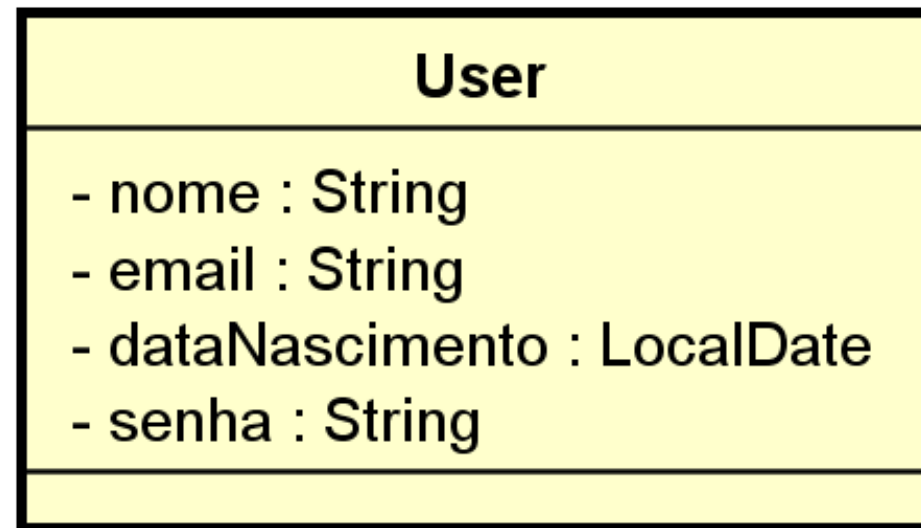 User
- nome : String
- email : String
- dataNascimento : LocalDate
- senha : String